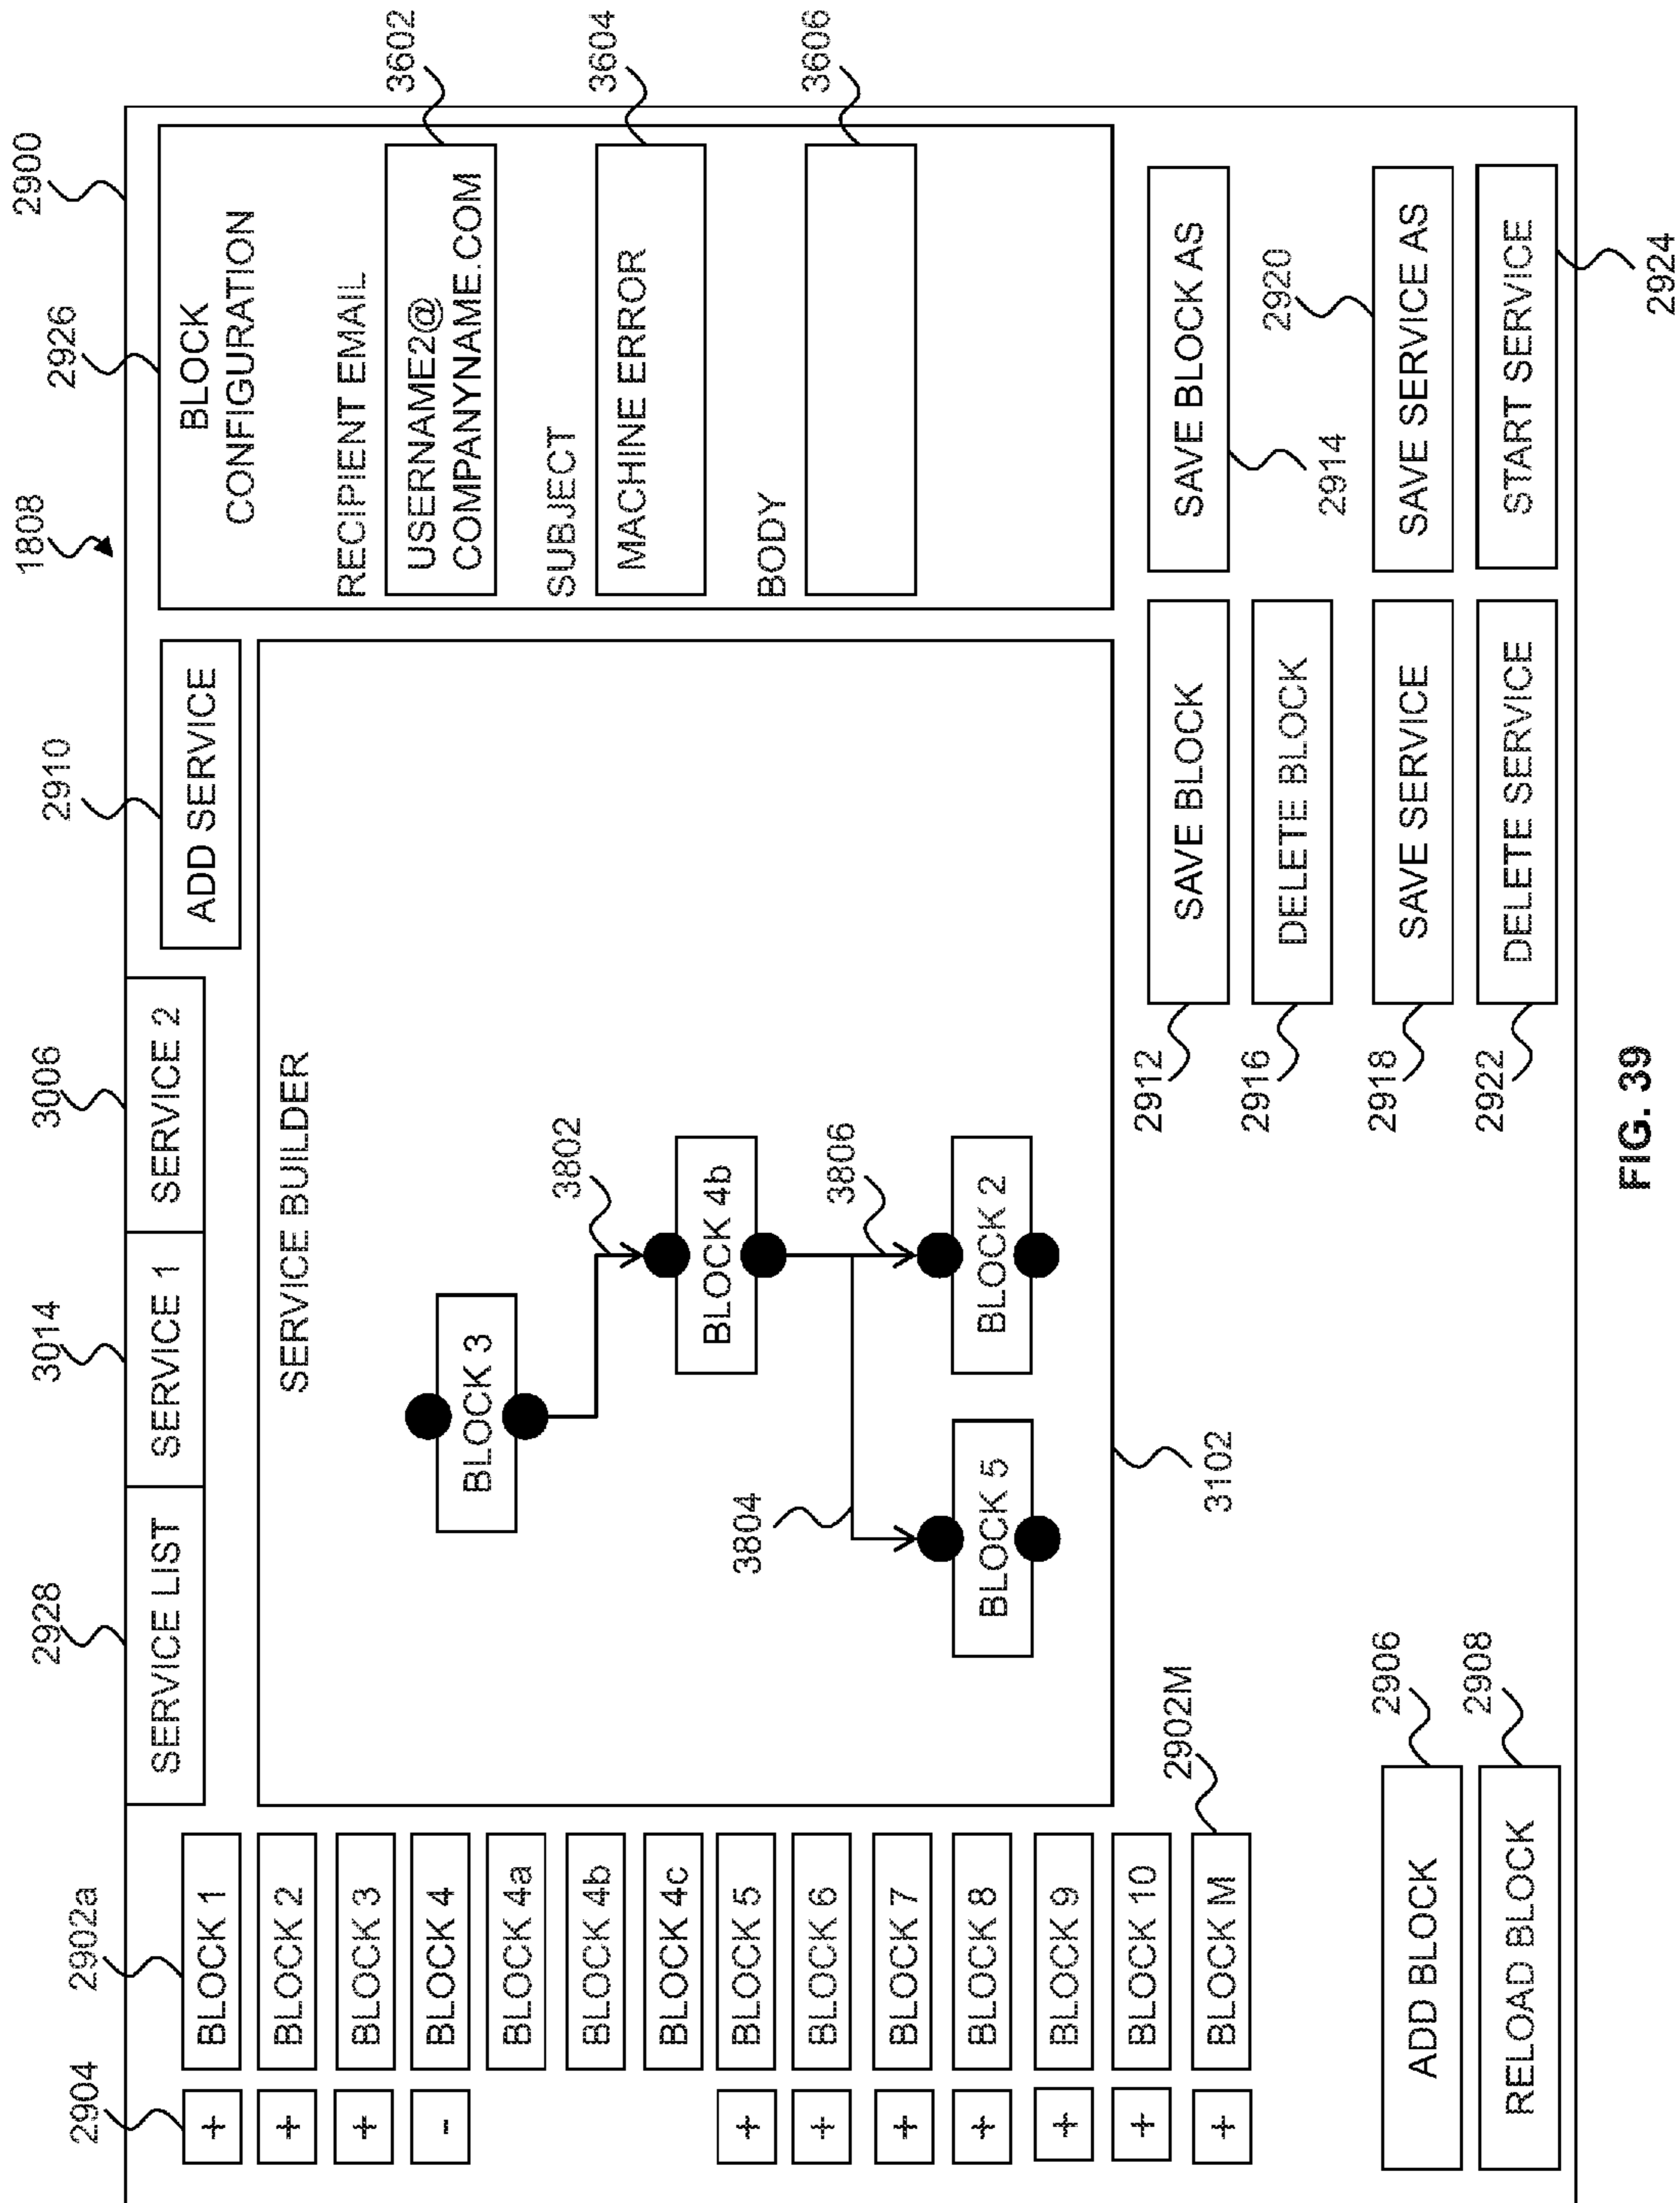 1808
2900
2904
2902a
2928
3014
3006
2910
2926
SERVICE LIST
SERVICE 1
SERVICE 2
ADD SERVICE
BLOCK
CONFIGURATION
+
BLOCK 1
+
BLOCK 2
+
BLOCK 3
-
BLOCK 4
BLOCK 4a
BLOCK 4b
BLOCK 4c
+
BLOCK 5
+
BLOCK 6
+
BLOCK 7
+
BLOCK 8
+
BLOCK 9
+
BLOCK 10
+
BLOCK M
2902M
SERVICE BUILDER
BLOCK 3
3802
BLOCK 4b
3804
3806
BLOCK 5
BLOCK 2
3102
RECIPIENT EMAIL
USERNAME2@
COMPANYNAME.COM
3602
SUBJECT
MACHINE ERROR
3604
BODY
3606
2912
SAVE BLOCK
SAVE BLOCK AS
2914
2916
DELETE BLOCK
2918
SAVE SERVICE
SAVE SERVICE AS
2920
2922
DELETE SERVICE
START SERVICE
2924
ADD BLOCK
2906
RELOAD BLOCK
2908
FIG. 39